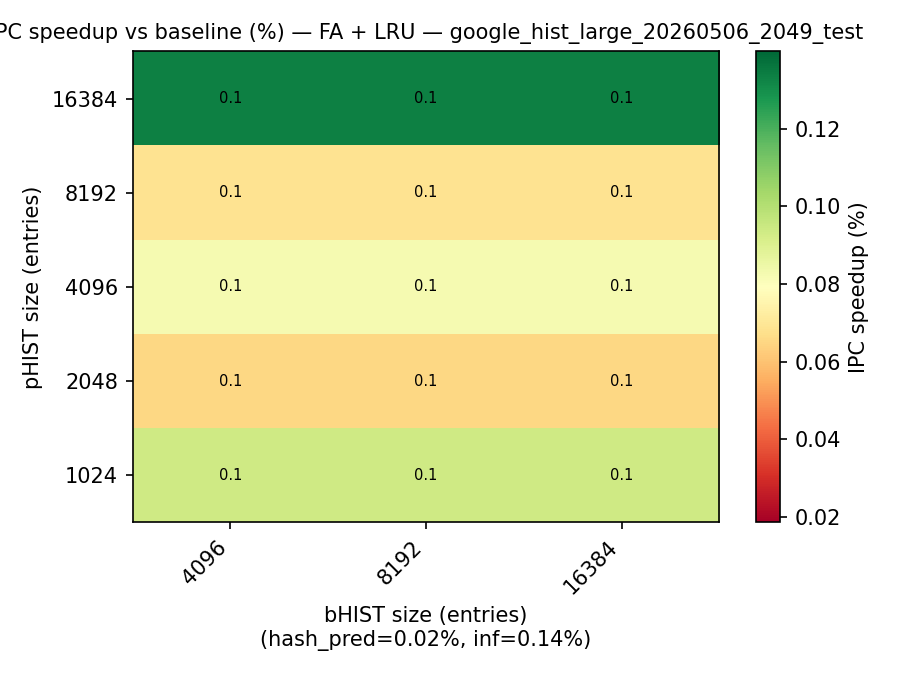 PC speedup vs baseline (%) — FA + LRU — google_hist_large_20260506_2049_test
16384
8192
4096
2048
1024
pHIST size (entries)
0.1 0.1 0.1
0.1 0.1 0.1
0.1 0.1 0.1
0.1 0.1 0.1
0.1 0.1 0.1
4096 8192 16384
bHIST size (entries)
(hash_pred=0.02%, inf=0.14%)
0.12
0.10
0.08
0.06
0.04
0.02
IPC speedup (%)